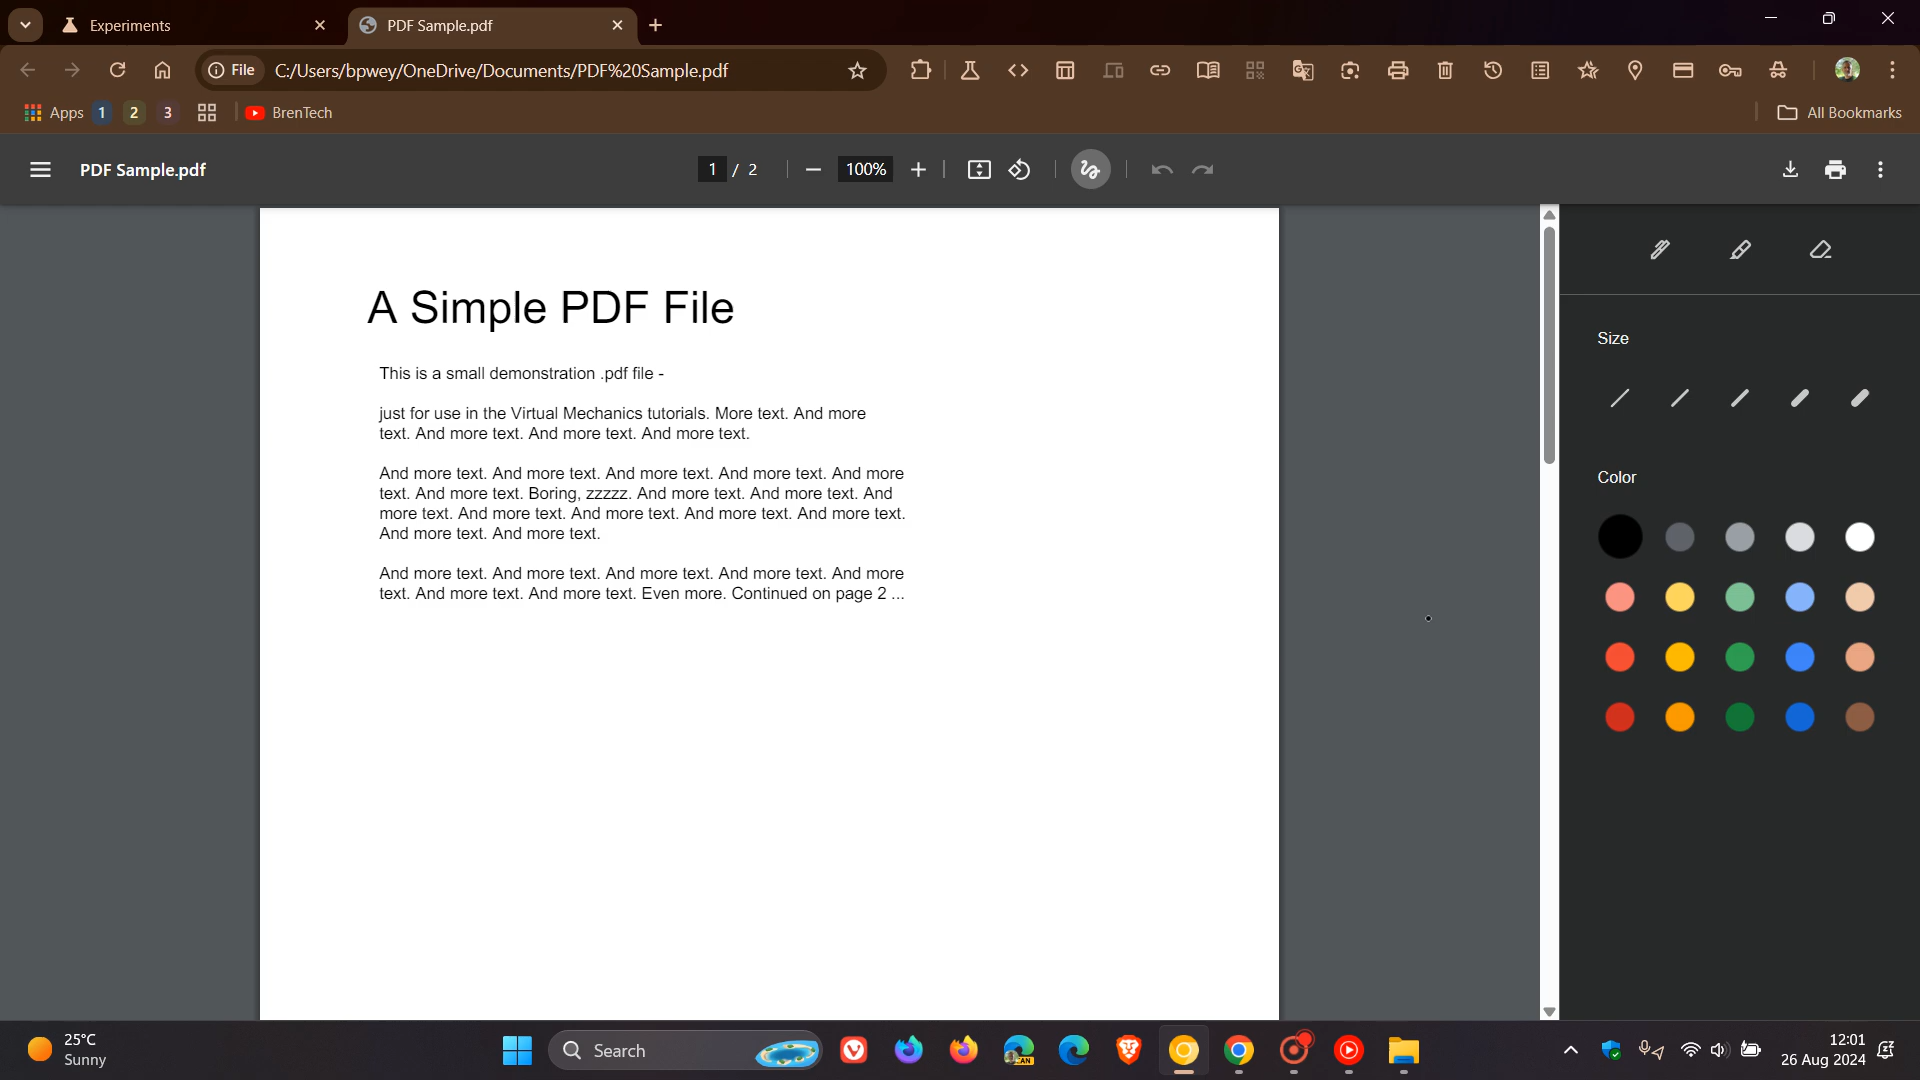 Experiments
PDF Sample.pdf
File
C:/Users/bpwey/OneDrive/Documents/PDF%20Sample.pdf
Apps
1
2
3
BrenTech
All Bookmarks
PDF Sample.pdf
1 / 2
100%
A Simple PDF File
This is a small demonstration .pdf file -
just for use in the Virtual Mechanics tutorials. More text. And more
text. And more text. And more text. And more text.
And more text. And more text. And more text. And more text. And more
text. And more text. Boring, zzzzz. And more text. And more text. And
more text. And more text. And more text. And more text. And more text.
And more text. And more text.
And more text. And more text. And more text. And more text. And more
text. And more text. And more text. Even more. Continued on page 2 ...
Size
Color
25°C
Sunny
Search
CAN
12:01
26 Aug 2024